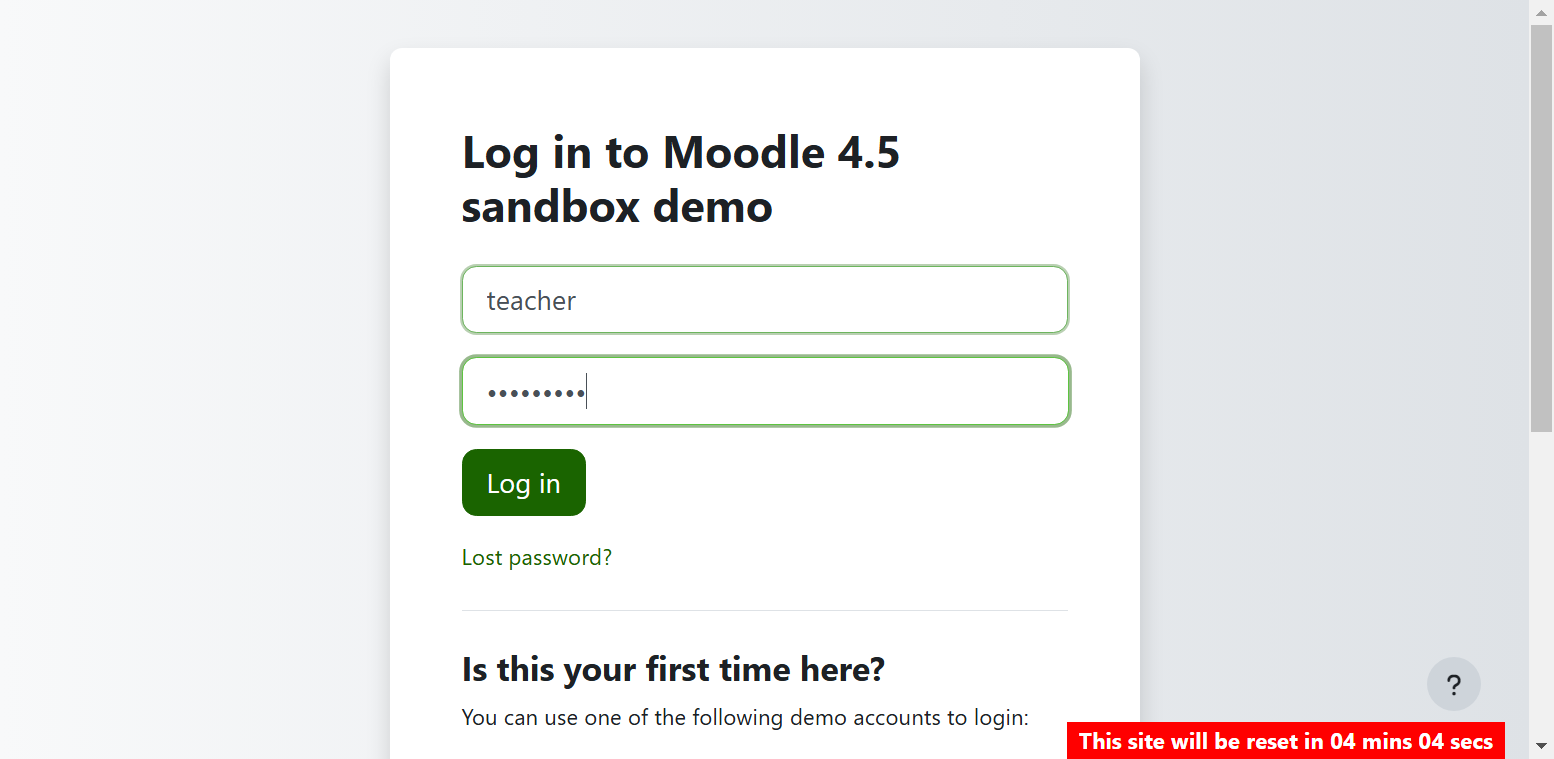 Log in to Moodle 4.5
sandbox demo
teacher
•••••••••
Log in
Lost password?
Is this your first time here?
You can use one of the following demo accounts to login:
?
This site will be reset in 04 mins 04 secs